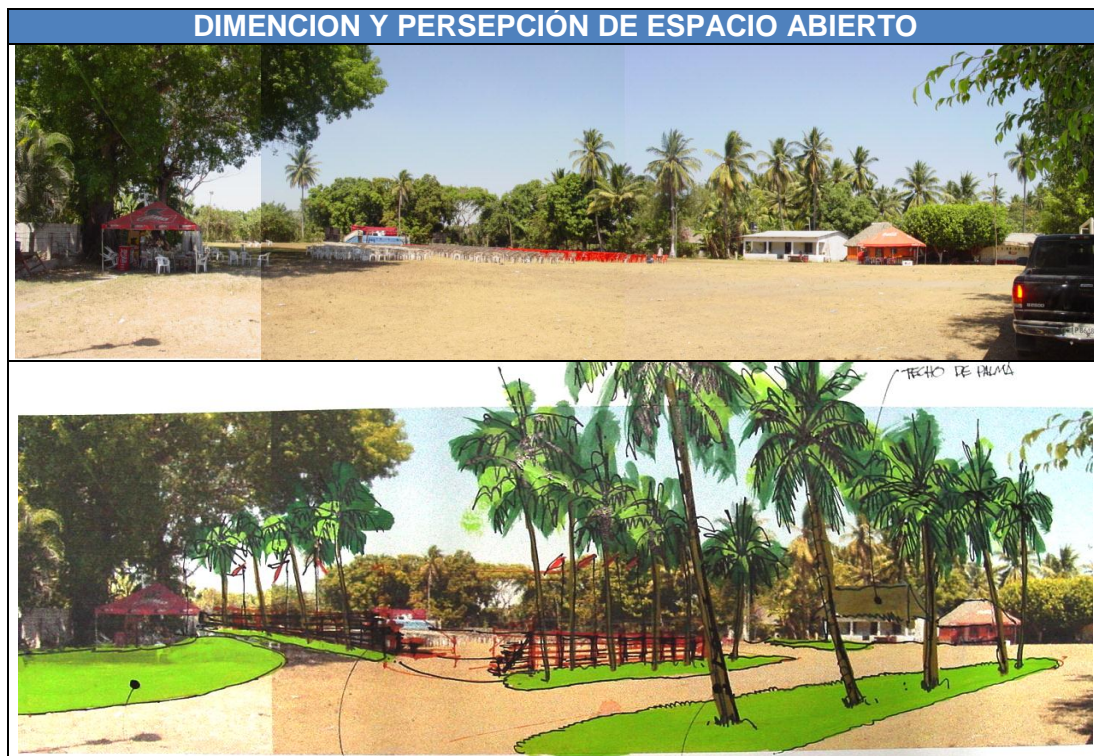 DIMENCION Y PERSEPCIÓN DE ESPACIO ABIERTO
TECHO DE PALMA